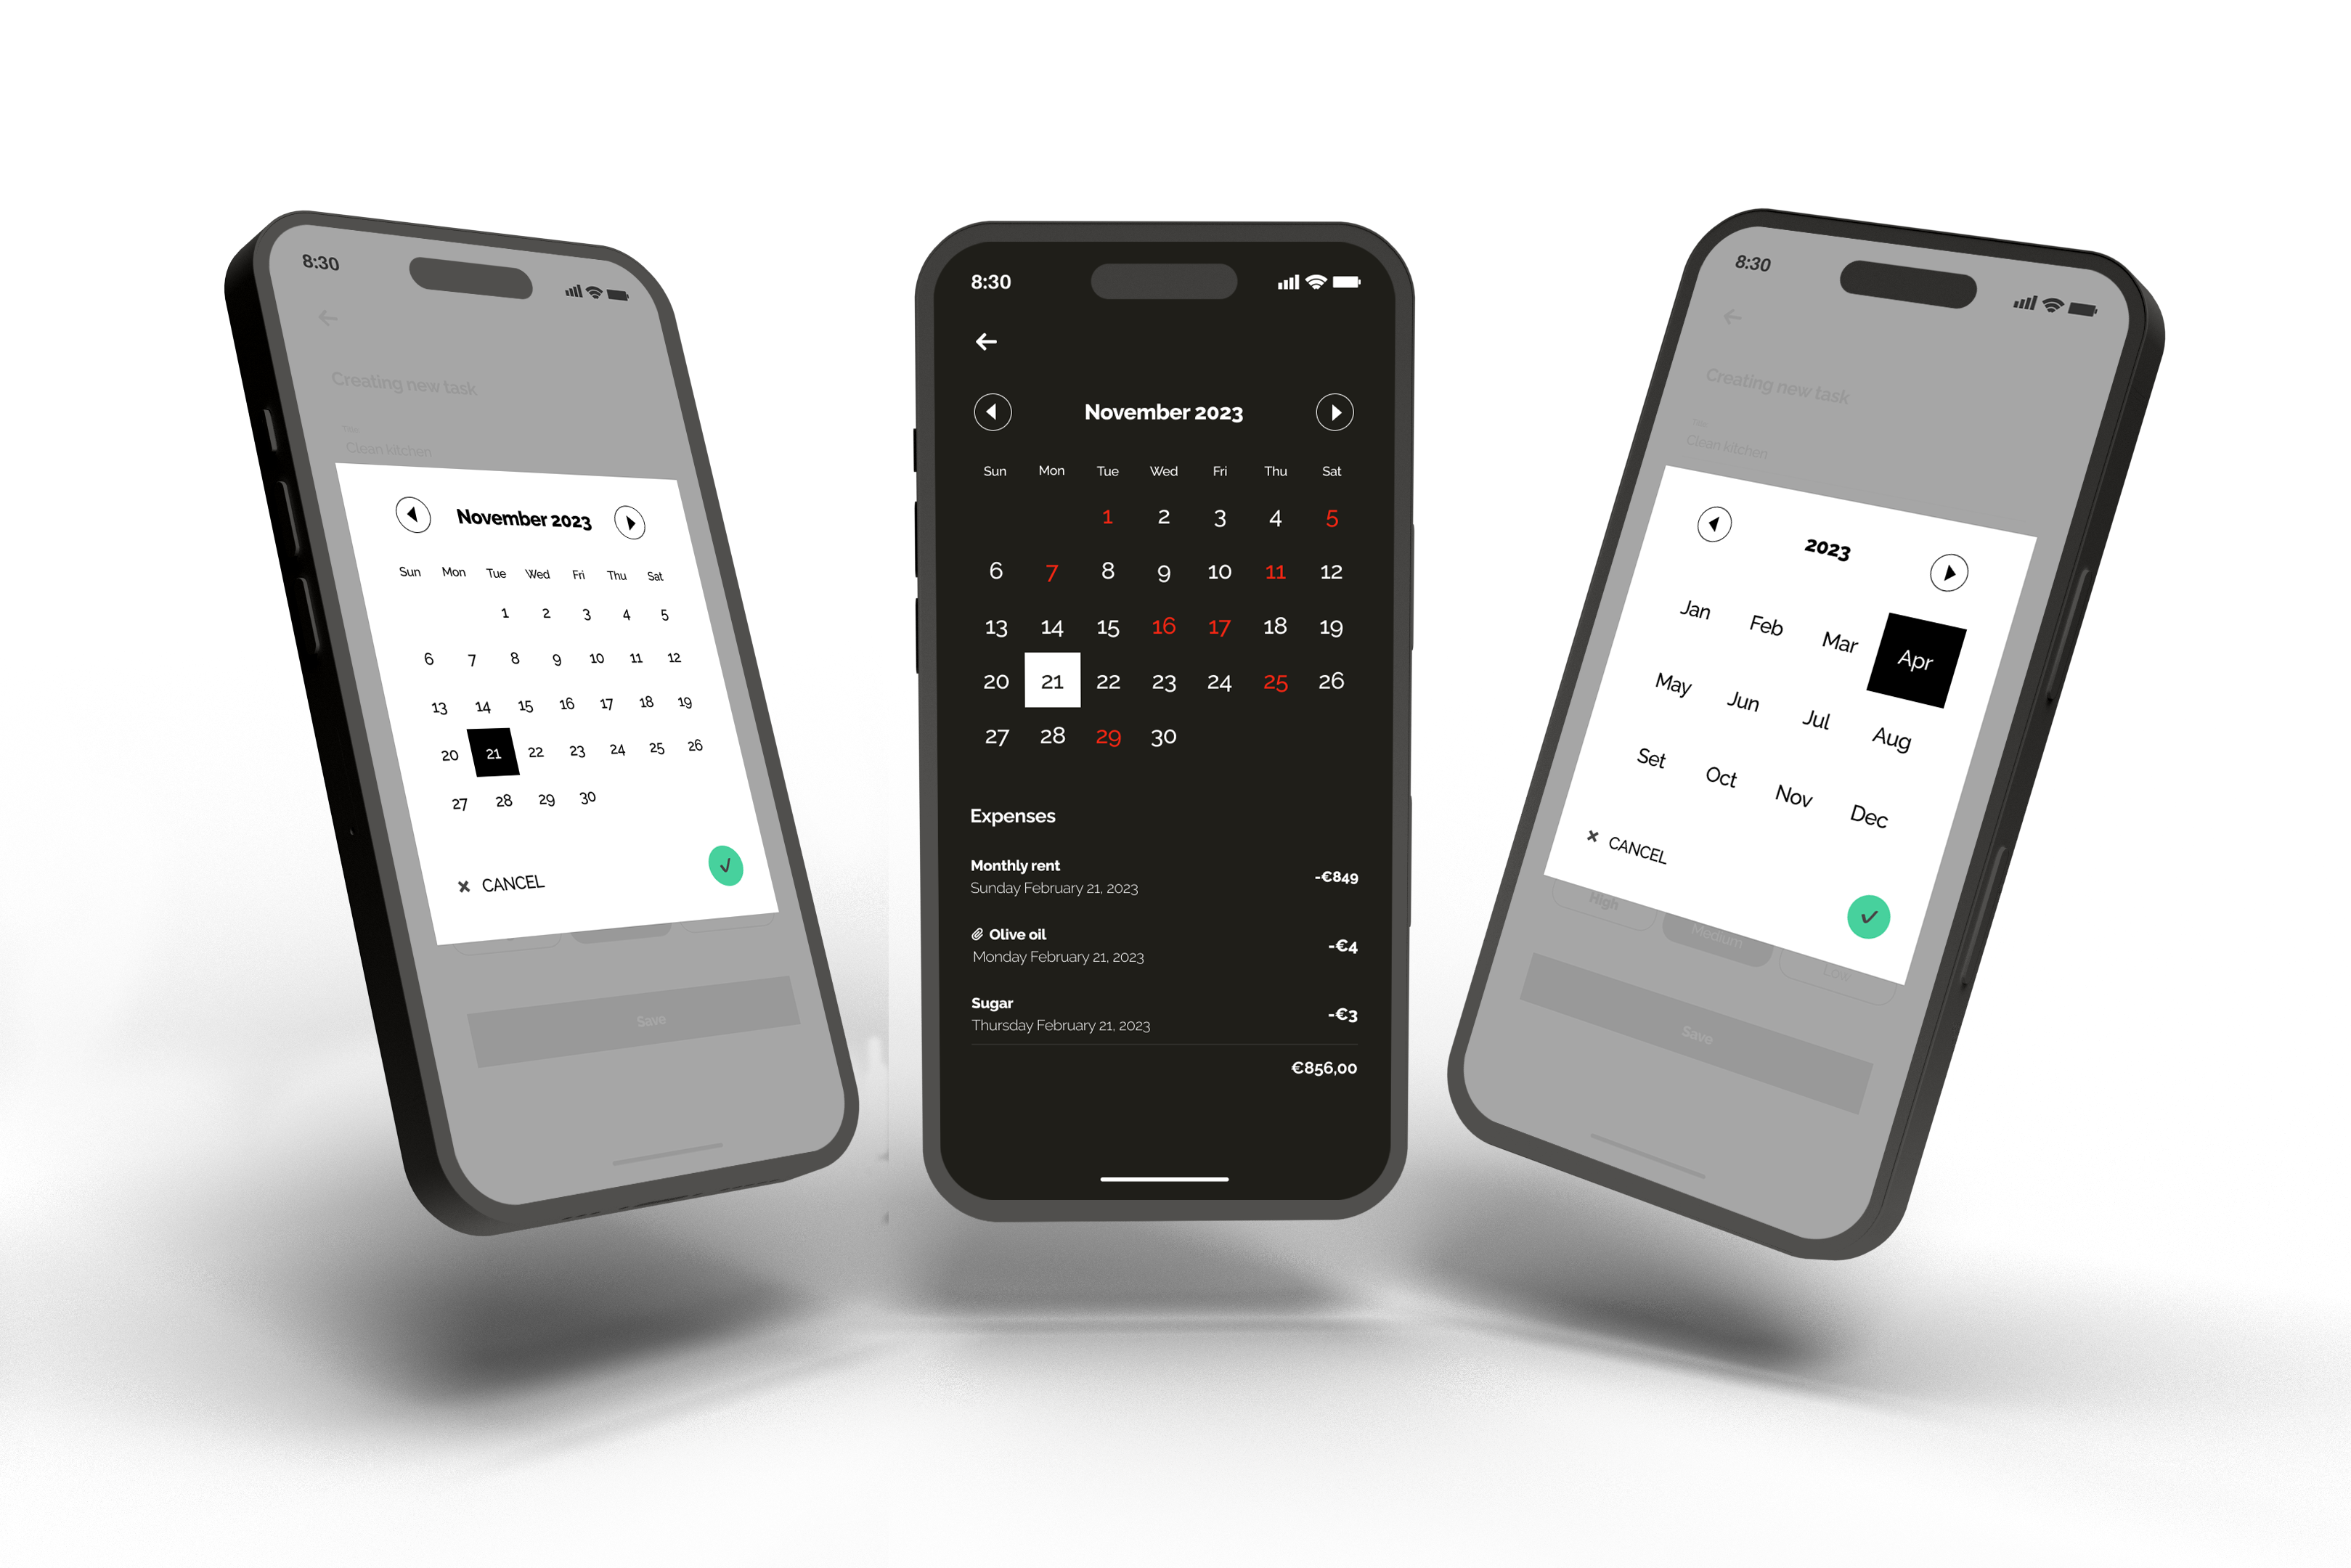 8:30
Creating new task
Title
Clean kitchen
November 2023
Sun Mon Tue Wed Fri Thu Sat
1 2 3 4 5
6 7 8 9 10 11 12
13 14 15 16 17 18 19
20 21 22 23 24 25 26
27 28 29 30
CANCEL
Save
8:30
November 2023
Sun Mon Tue Wed Fri Thu Sat
1 2 3 4 5
6 7 8 9 10 11 12
13 14 15 16 17 18 19
20 21 22 23 24 25 26
27 28 29 30
Expenses
Monthly rent
Sunday February 21, 2023
-€849
Olive oil
Monday February 21, 2023
-€4
Sugar
Thursday February 21, 2023
-€3
€856,00
8:30
Creating new task
Title
Clean kitchen
2023
Jan Feb Mar Apr
May Jun Jul Aug
Set Oct Nov Dec
CANCEL
High Medium Low
Save